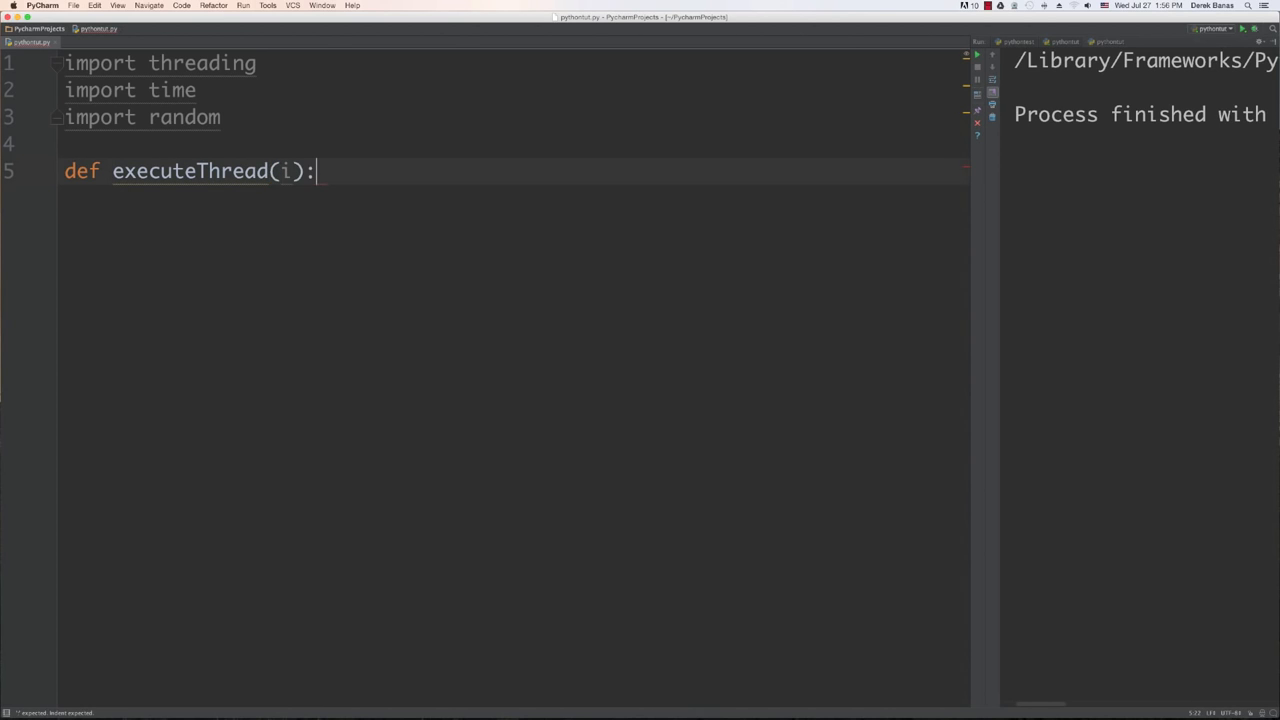 PyCharm File Edit View Navigate Code Refactor Run Tools VCS Window Help
10 Wed Jul 27 1:56 PM Derek Banas
pythontut.py - PycharmProjects - [~/PycharmProjects]
PycharmProjects pythontut.py
pythontut
pythontut.py
Run: pythontest pythontut pythontut
1 import threading
2 import time
3 import random
4
5 def executeThread(i):
/Library/Frameworks/Py
Process finished with
':' expected. Indent expected.
5:22 LF‡ UTF-8‡